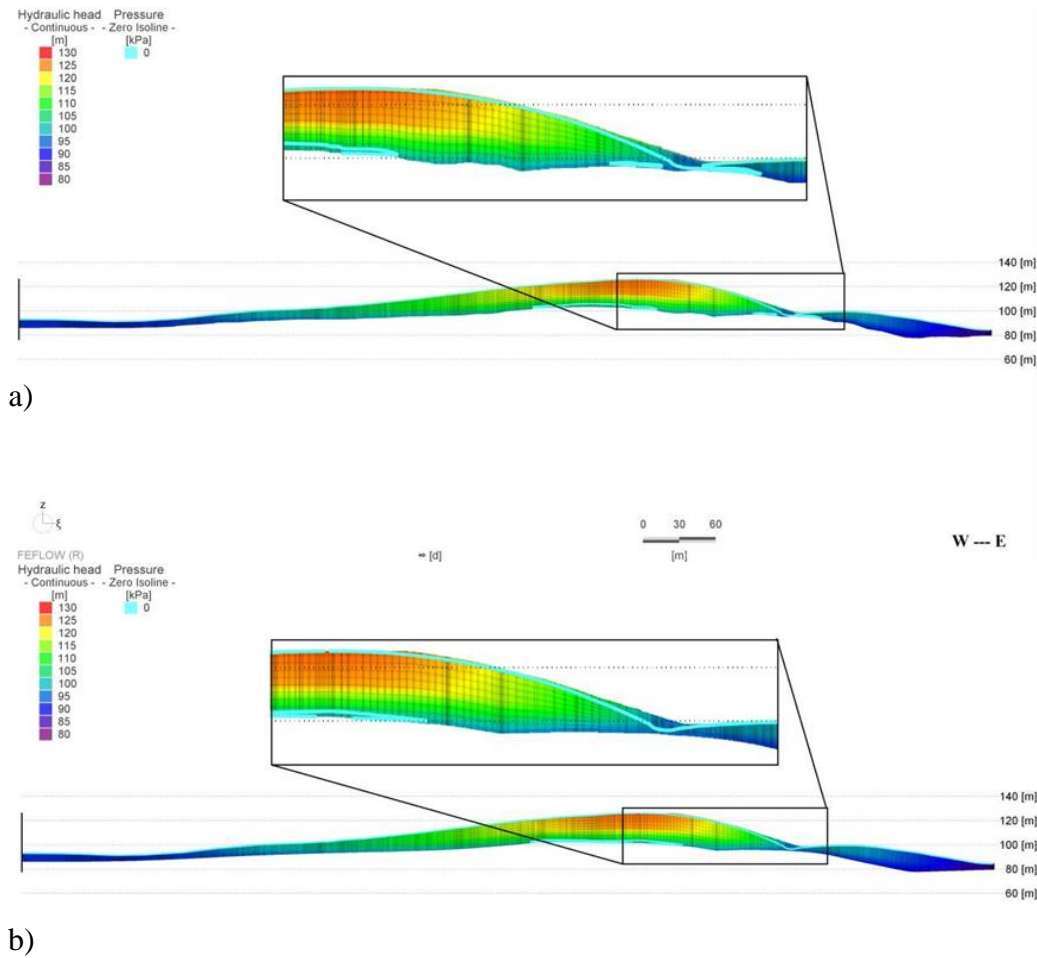 Hydraulic head Pressure
- Continuous - - Zero Isoline -
[m] [kPa]
130 0
125
120
115
110
105
100
95
90
85
80
140 [m]
120 [m]
100 [m]
80 [m]
60 [m]
a)
z
ξ
0 30 60
[m]
W --- E
FEFLOW (R)
∞ [d]
Hydraulic head Pressure
- Continuous - - Zero Isoline -
[m] [kPa]
130 0
125
120
115
110
105
100
95
90
85
80
140 [m]
120 [m]
100 [m]
80 [m]
60 [m]
b)